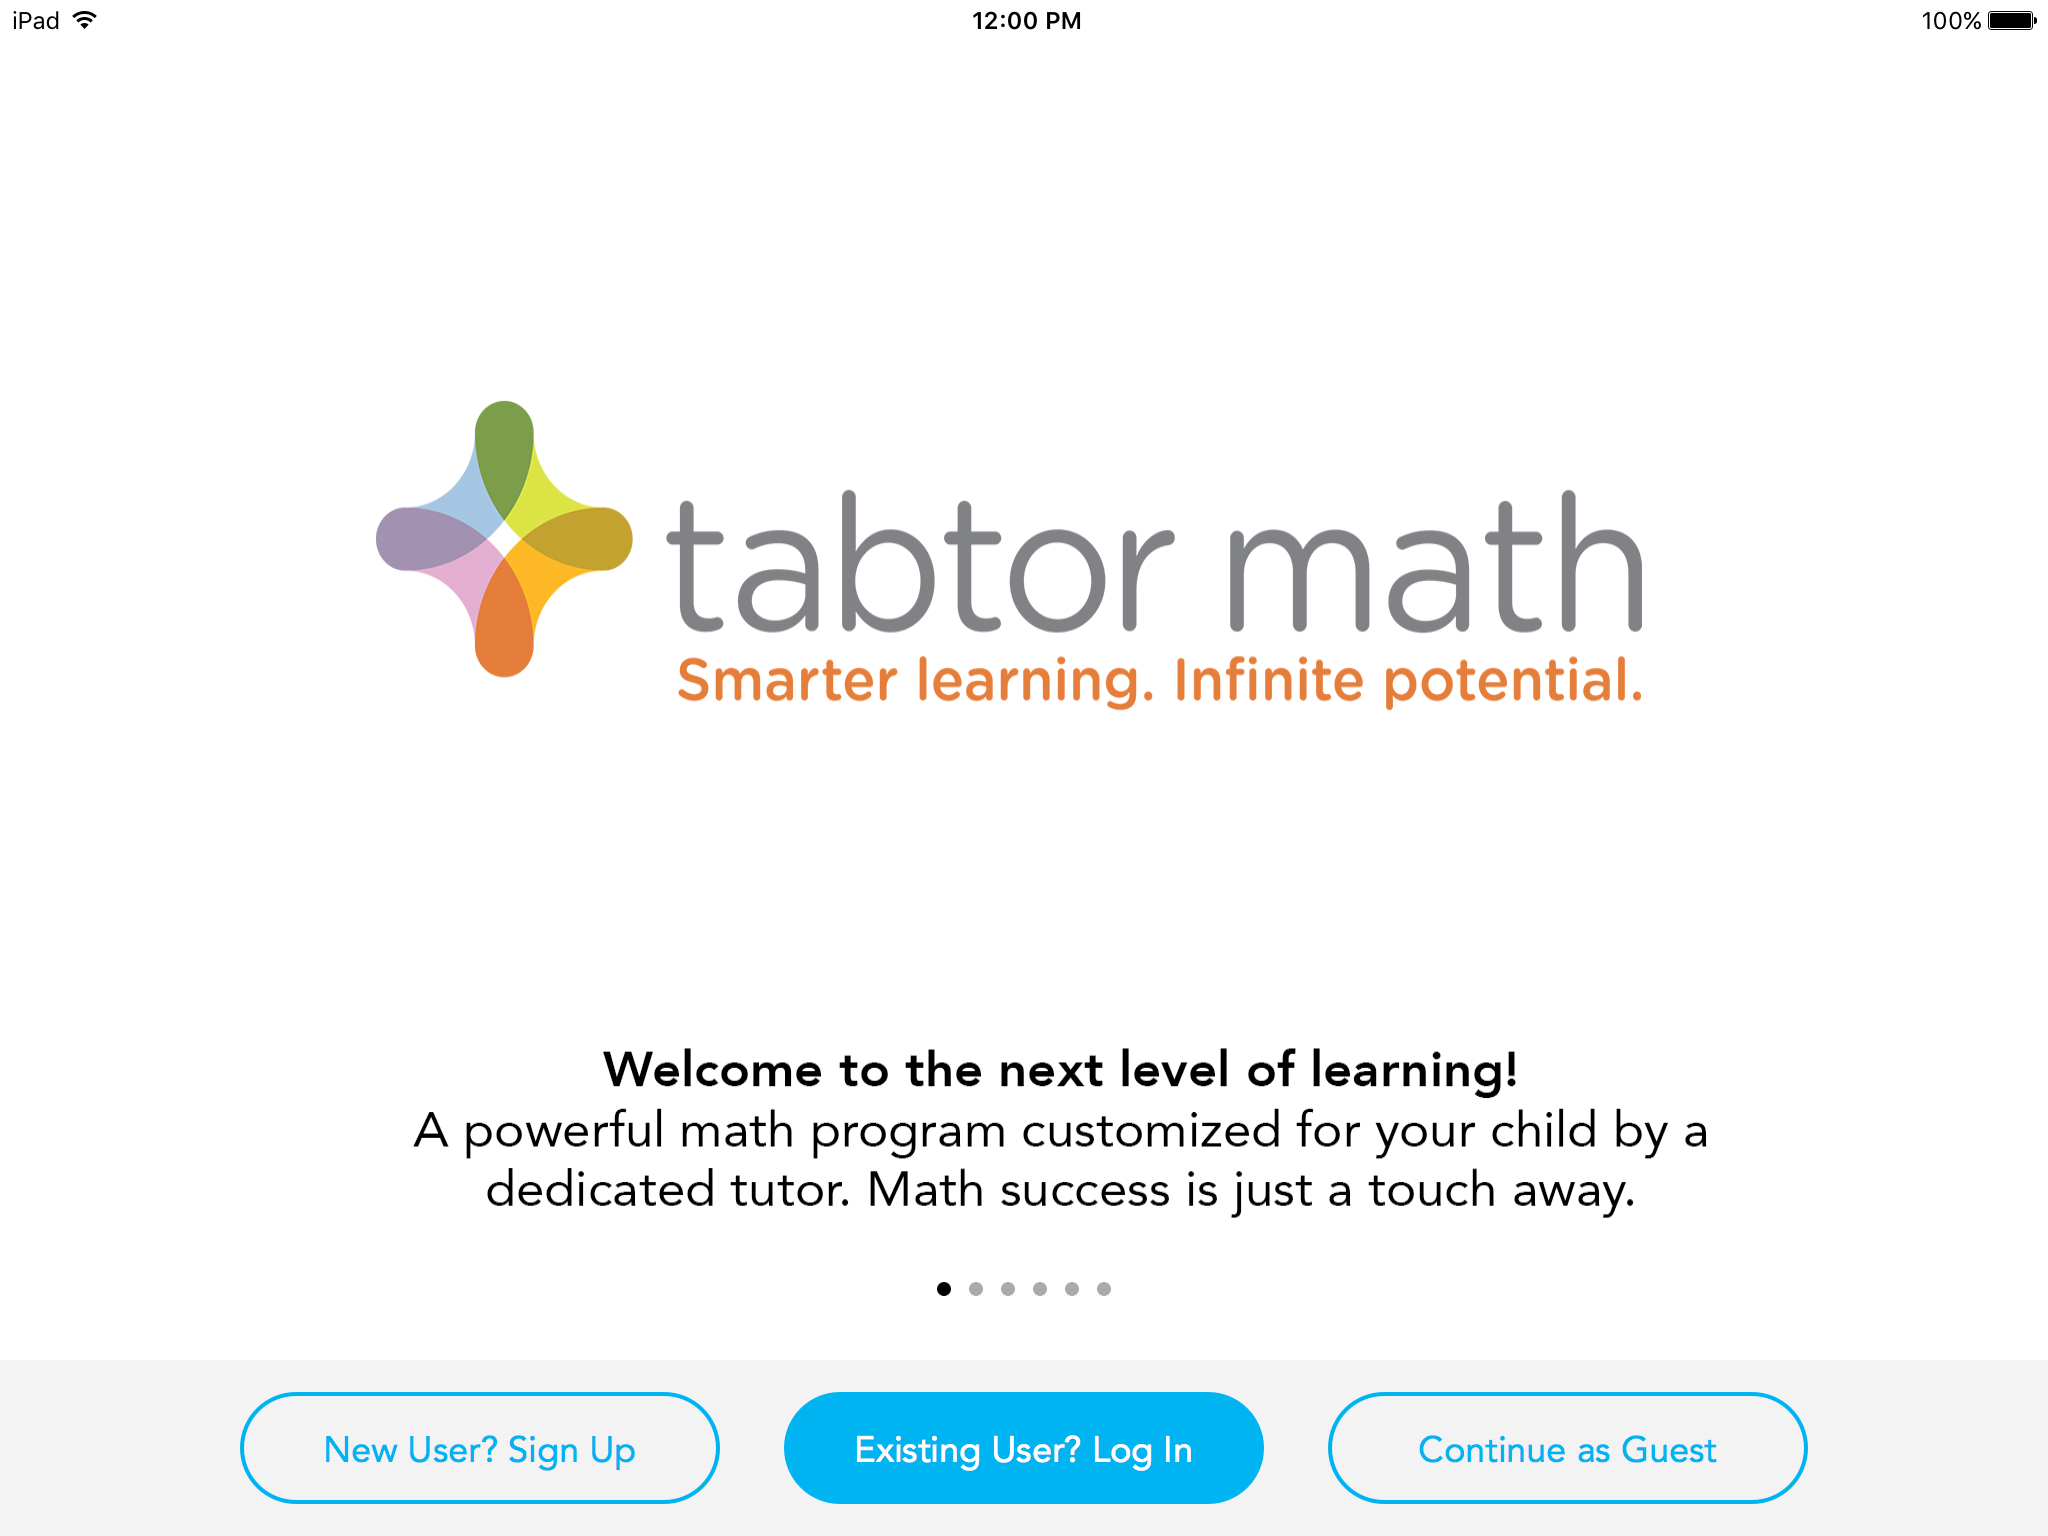 iPad
12:00 PM
100%
tabtor math
Smarter learning. Infinite potential.
Welcome to the next level of learning!
A powerful math program customized for your child by a
dedicated tutor. Math success is just a touch away.
New User? Sign Up
Existing User? Log In
Continue as Guest